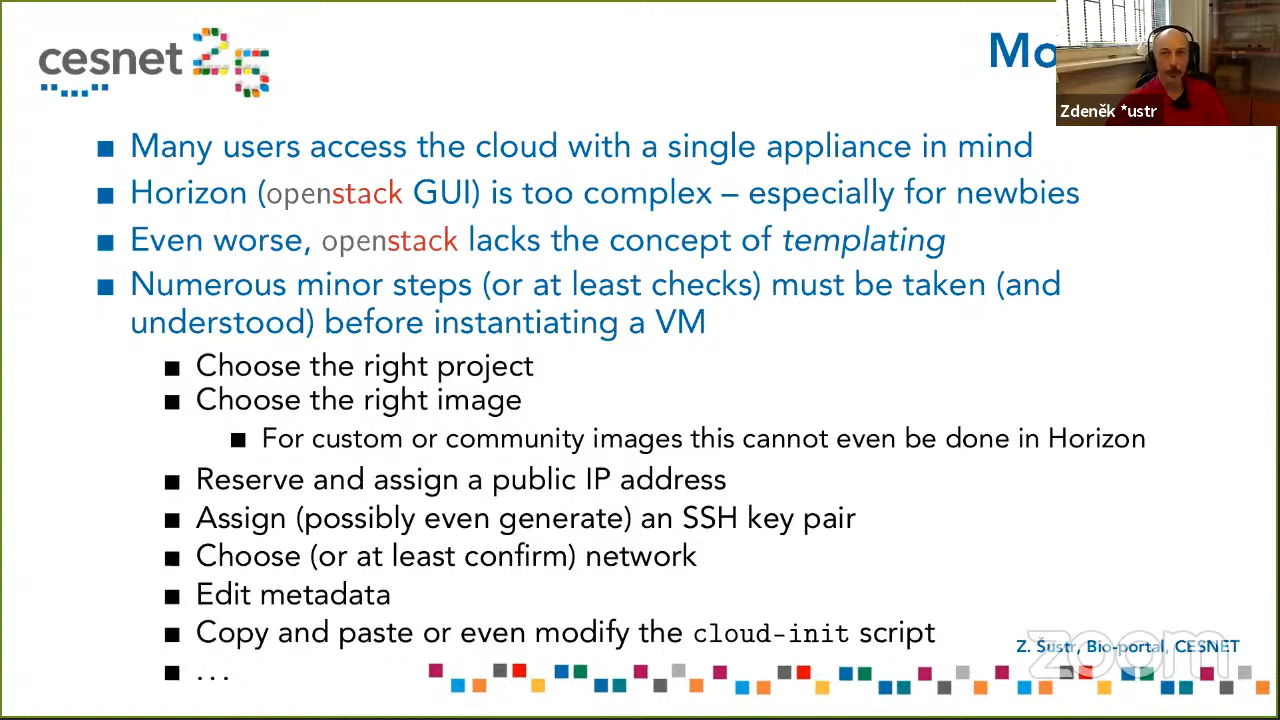 cesnet
Mo
Zdeněk *ustr
Many users access the cloud with a single appliance in mind
Horizon (openstack GUI) is too complex – especially for newbies
Even worse, openstack lacks the concept of templating
Numerous minor steps (or at least checks) must be taken (and
understood) before instantiating a VM
Choose the right project
Choose the right image
For custom or community images this cannot even be done in Horizon
Reserve and assign a public IP address
Assign (possibly even generate) an SSH key pair
Choose (or at least confirm) network
Edit metadata
Copy and paste or even modify the cloud-init script
...
Z. Šustr, Bio-portal, CESNET
zoom